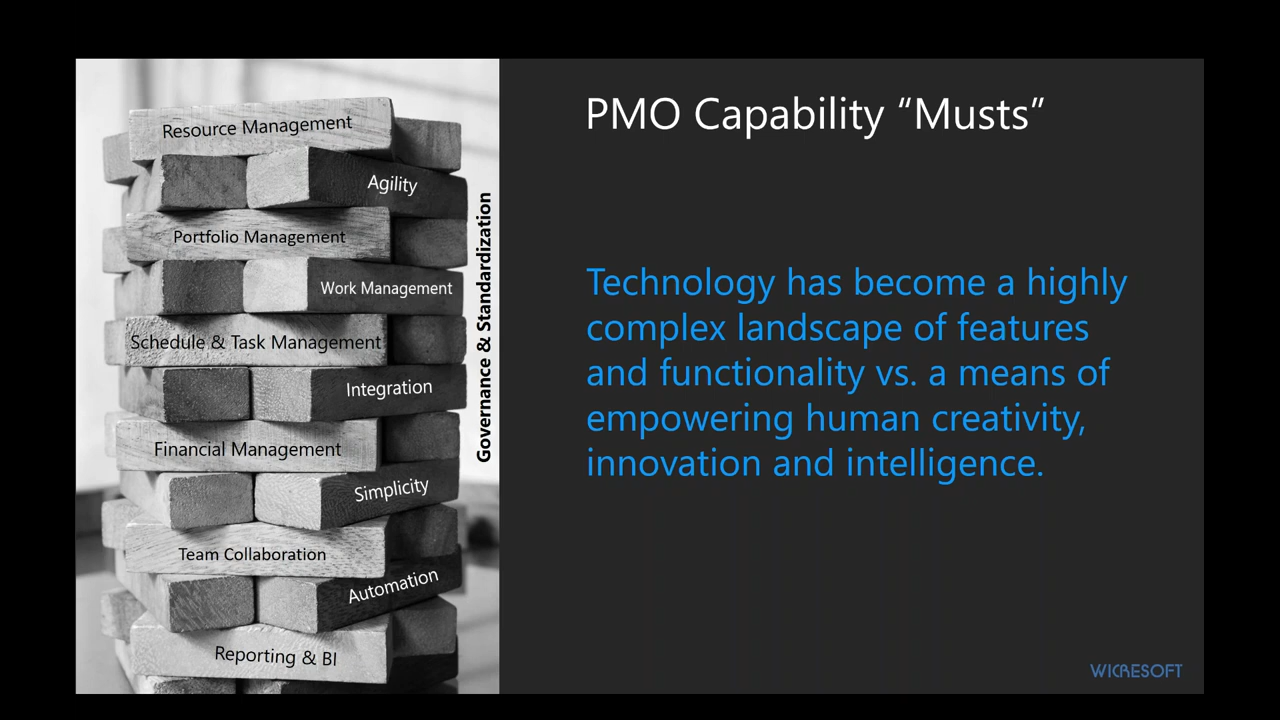 Resource Management
Agility
Portfolio Management
Work Management
Schedule & Task Management
Integration
Financial Management
Simplicity
Team Collaboration
Automation
Reporting & BI
Governance & Standardization
PMO Capability “Musts”
Technology has become a highly
complex landscape of features
and functionality vs. a means of
empowering human creativity,
innovation and intelligence.
WICRESOFT